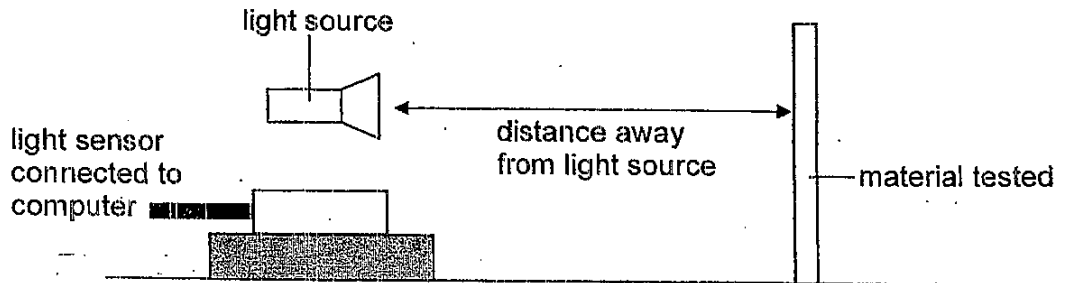 light source
light sensor
connected to
computer
distance away
from light source
material tested